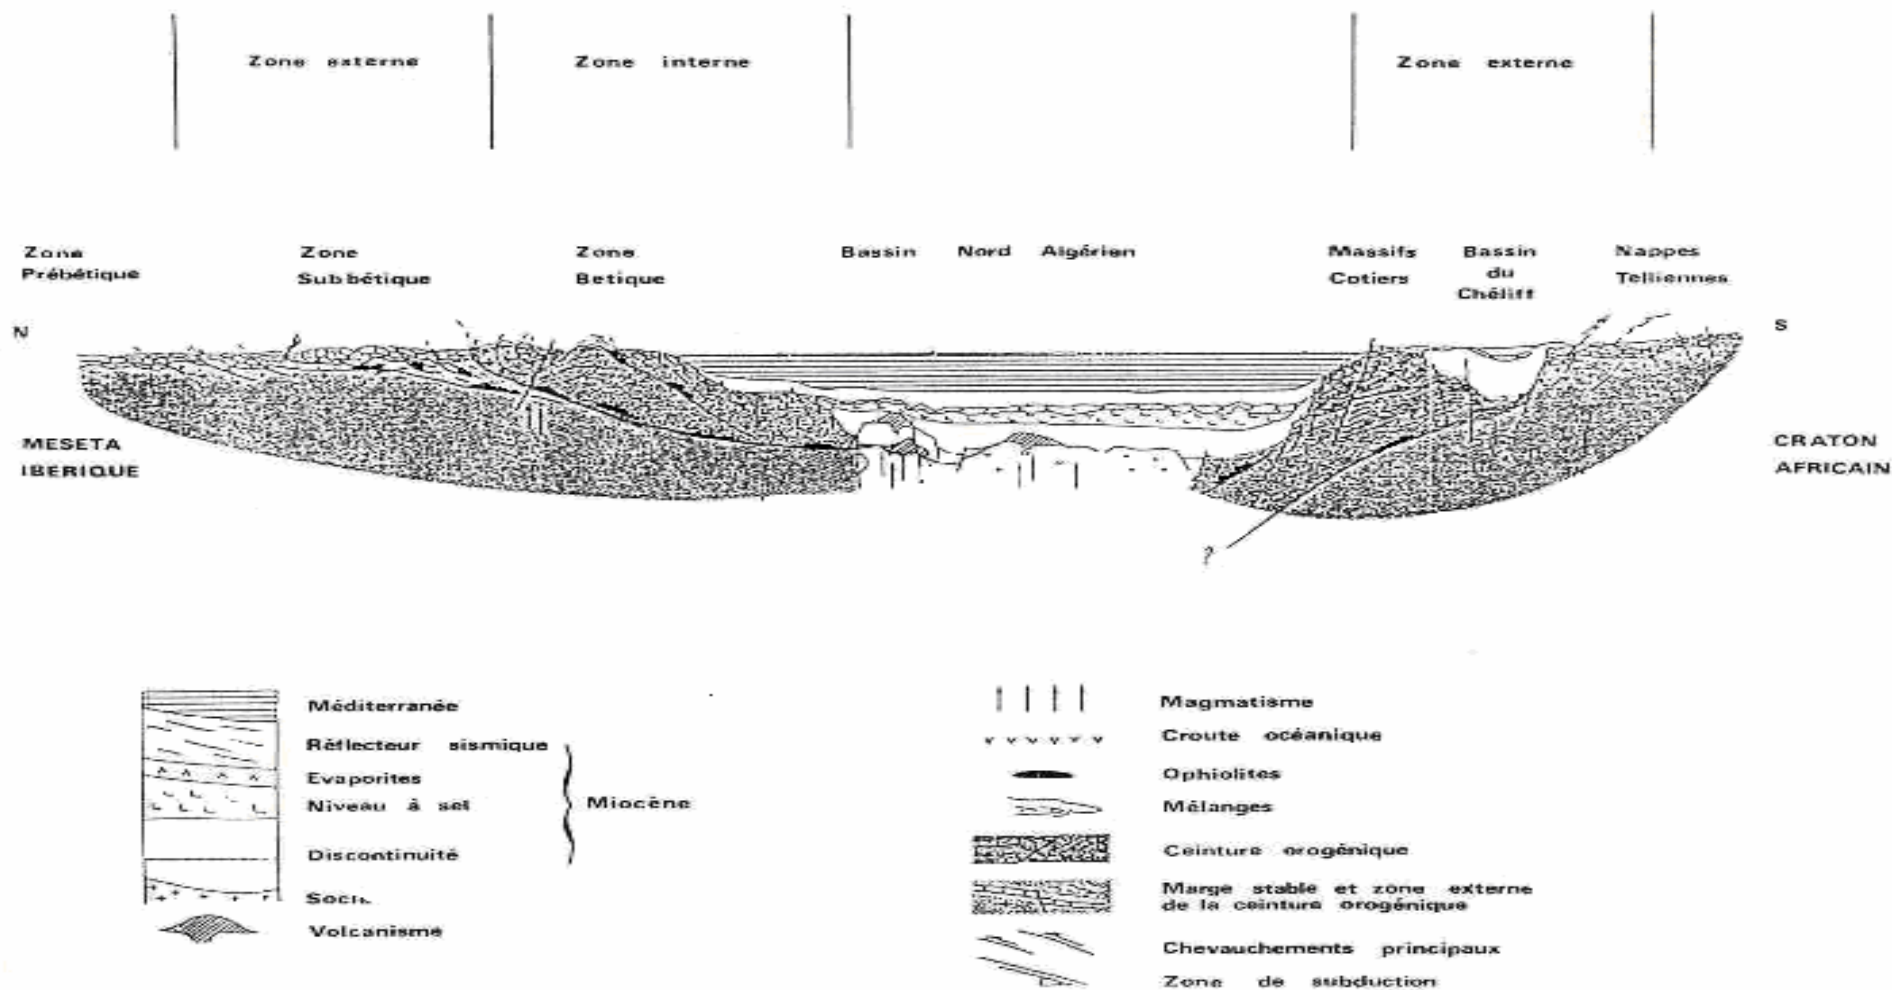 Zone externe
Zone interne
Zone externe
Zone
Prébétique
Zone
Subbétique
Zone
Betique
Bassin Nord Algérien
Massifs
Cotiers
Bassin
du
Chéliff
Nappes
Telliennes
N
S
MESETA
IBERIQUE
CRATON
AFRICAIN
?
Méditerranée
Réflecteur sismique
Evaporites
Niveau à sel
Miocène
Discontinuité
Volcanisme
Magmatisme
Croute océanique
Ophiolites
Mélanges
Ceinture orogénique
Marge stable et zone externe
de la ceinture orogénique
Chevauchements principaux
Zone de subduction